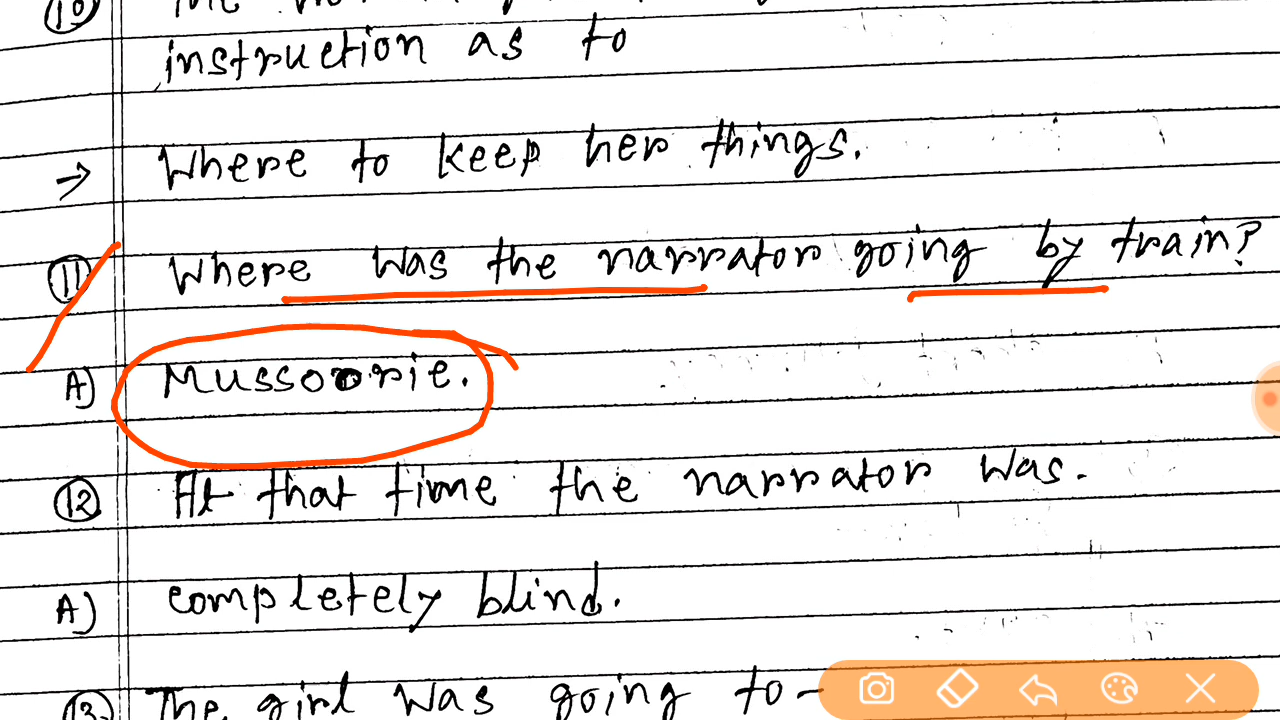 10
instruction as to
→ Where to keep her things.
11 Where was the narrator going by train?
A) Mussoorie.
12 At that time the narrator was.
A) completely blind.
13. The girl was going to-